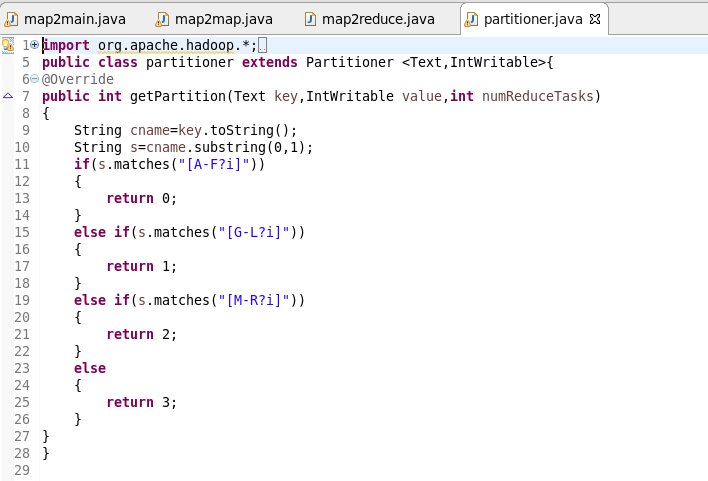 map2main.java map2map.java map2reduce.java partitioner.java
1 import org.apache.hadoop.*;
5 public class partitioner extends Partitioner <Text,IntWritable>{
6 @Override
7 public int getPartition(Text key,IntWritable value,int numReduceTasks)
8 {
9     String cname=key.toString();
10     String s=cname.substring(0,1);
11     if(s.matches("[A-F?i]"))
12     {
13         return 0;
14     }
15     else if(s.matches("[G-L?i]"))
16     {
17         return 1;
18     }
19     else if(s.matches("[M-R?i]"))
20     {
21         return 2;
22     }
23     else
24     {
25         return 3;
26     }
27 }
28 }
29